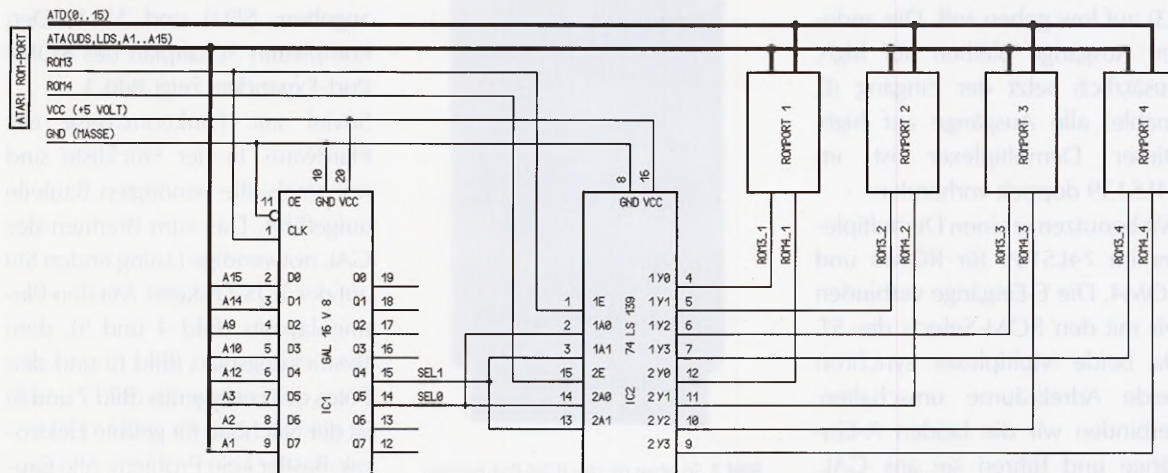 ATARI ROM-PORT
ATD(0..15)
ATA(UDS,LDS,A1..A15)
ROM3
ROM4
VCC (+5 VOLT)
GND (MASSE)
ROMPORT 1
ROMPORT 2
ROMPORT 3
ROMPORT 4
ROM3_1
ROM4_1
ROM3_2
ROM4_2
ROM3_3
ROM4_3
ROM3_4
ROM4_4
10 20
GND VCC
11 OE
CLK
IC1 GAL 16 V 8
A15 2 D0 Q0 19
A14 3 D1 Q1 18
A9 4 D2 Q2 17
A10 5 D3 Q3 16
A12 6 D4 Q4 15 SEL1
A3 7 D5 Q5 14 SEL0
A2 8 D6 Q6 13
A1 9 D7 Q7 12
8 16
GND VCC
IC2 74 LS 139
1Y0 4
1 1E 1Y1 5
2 1A0 1Y2 6
3 1A1 1Y3 7
15 2E 2Y0 12
14 2A0 2Y1 11
13 2A1 2Y2 10
2Y3 9